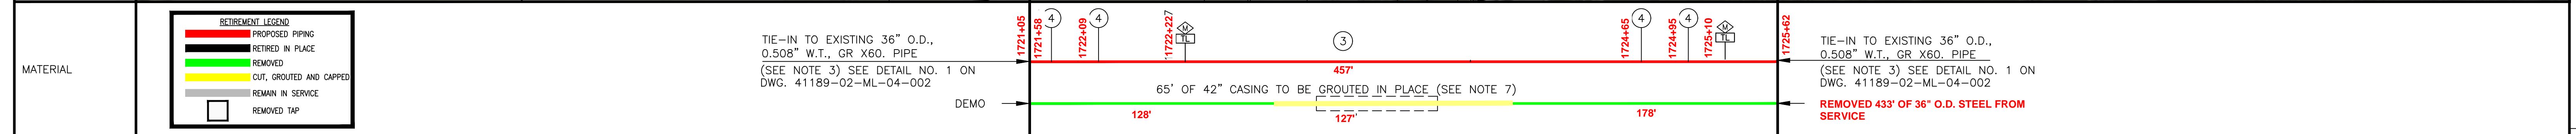 MATERIAL
RETIREMENT LEGEND
PROPOSED PIPING
RETIRED IN PLACE
REMOVED
CUT, GROUTED AND CAPPED
REMAIN IN SERVICE
REMOVED TAP
TIE-IN TO EXISTING 36" O.D.,
0.508" W.T., GR X60. PIPE
(SEE NOTE 3) SEE DETAIL NO. 1 ON
DWG. 41189-02-ML-04-002
DEMO
1721+05
1721+58
4
1722+09
4
1722+227
M
TL
3
1724+65
4
1724+95
4
1725+10
M
TL
1725+62
457'
65' OF 42" CASING TO BE GROUTED IN PLACE (SEE NOTE 7)
128'
127'
178'
TIE-IN TO EXISTING 36" O.D.,
0.508" W.T., GR X60. PIPE
(SEE NOTE 3) SEE DETAIL NO. 1 ON
DWG. 41189-02-ML-04-002
REMOVED 433' OF 36" O.D. STEEL FROM
SERVICE